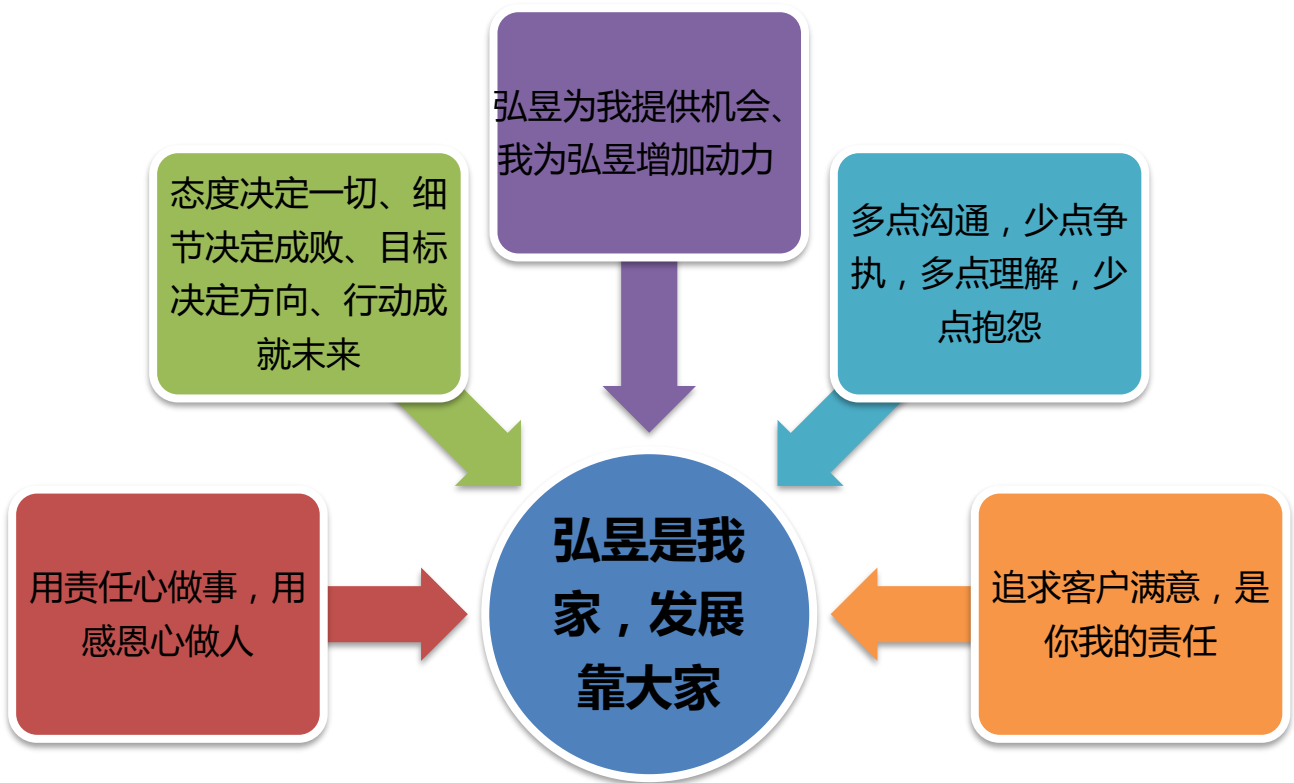 弘昱为我提供机会、
我为弘昱增加动力
态度决定一切、细
节决定成败、目标
决定方向、行动成
就末来
多点沟通，少点争
执，多点理解，少
点抱怨
用责任心做事，用
感恩心做人
弘昱是我
家，发展
靠大家
追求客户满意，是
你我的责任